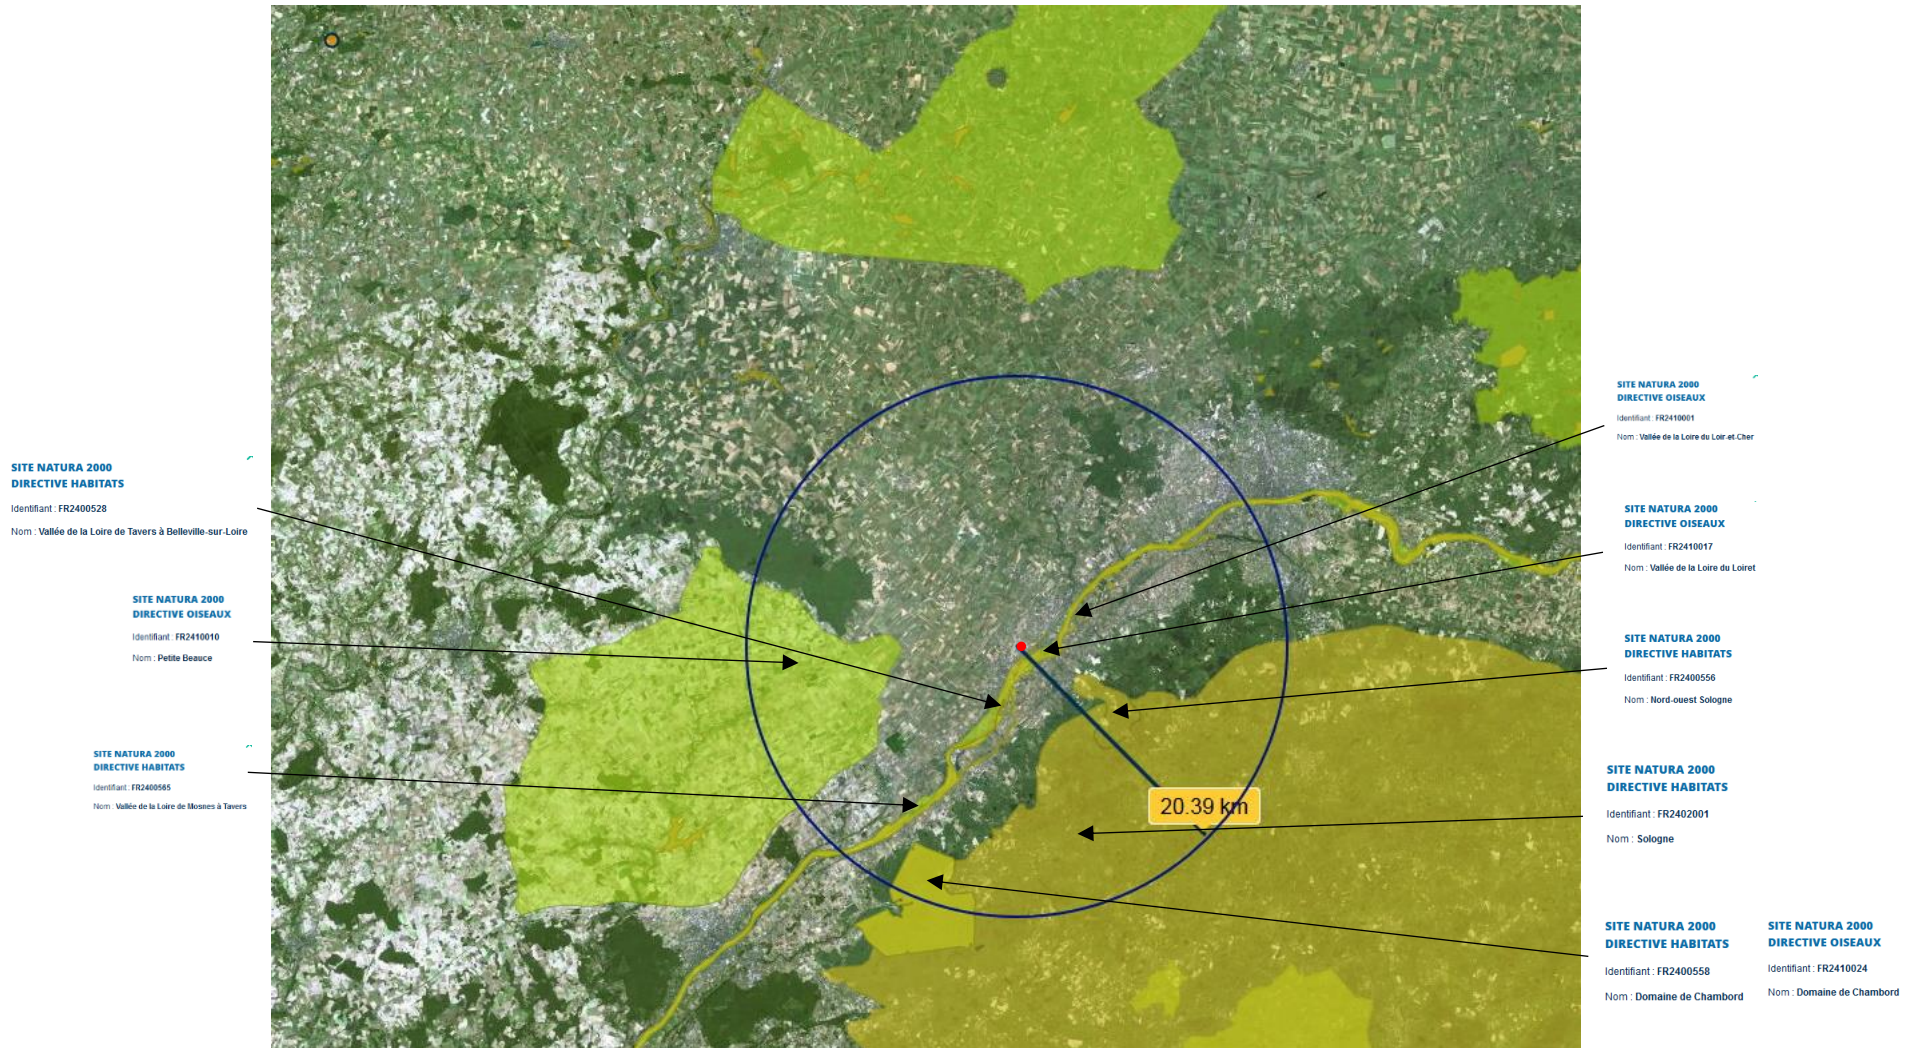 SITE NATURA 2000
DIRECTIVE HABITATS
Identifiant : FR2400528
Nom : Vallée de la Loire de Tavers à Belleville-sur-Loire
SITE NATURA 2000
DIRECTIVE OISEAUX
Identifiant : FR2410010
Nom : Petite Beauce
SITE NATURA 2000
DIRECTIVE HABITATS
Identifiant : FR2400565
Nom : Vallée de la Loire de Mosnes à Tavers
20.39 km
SITE NATURA 2000
DIRECTIVE OISEAUX
Identifiant : FR2410001
Nom : Vallée de la Loire du Loir-et-Cher
SITE NATURA 2000
DIRECTIVE OISEAUX
Identifiant : FR2410017
Nom : Vallée de la Loire du Loiret
SITE NATURA 2000
DIRECTIVE HABITATS
Identifiant : FR2400556
Nom : Nord-ouest Sologne
SITE NATURA 2000
DIRECTIVE HABITATS
Identifiant : FR2402001
Nom : Sologne
SITE NATURA 2000
DIRECTIVE HABITATS
Identifiant : FR2400558
Nom : Domaine de Chambord
SITE NATURA 2000
DIRECTIVE OISEAUX
Identifiant : FR2410024
Nom : Domaine de Chambord